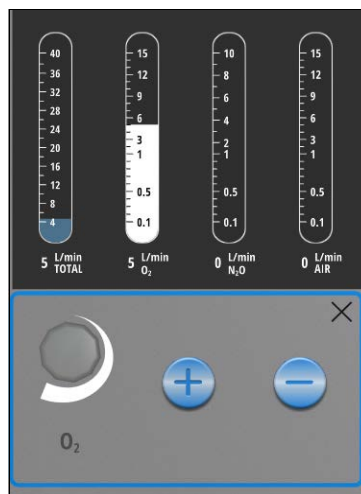 40 15 10 15
36 12 8 12
32 9 6 9
28 6 4 6
24 3 2 3
20 1 1 1
16
12 0.5 0.5 0.5
8
4 0.1 0.1 0.1
5 L/min TOTAL 5 L/min O₂ 0 L/min N₂O 0 L/min AIR
O₂